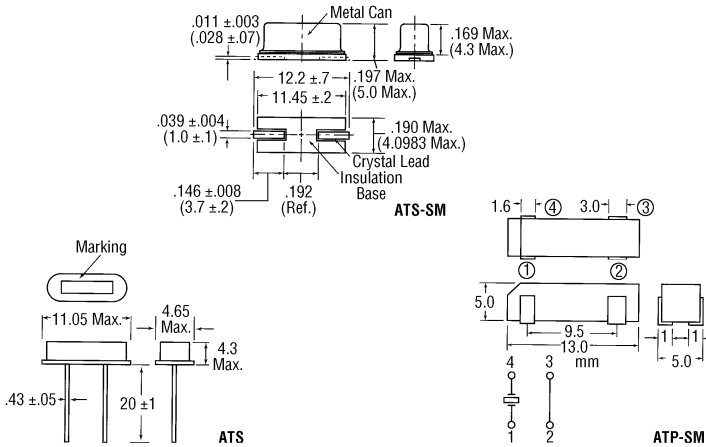 Metal Can
.011 ±.003
(.028 ±.07)
.169 Max.
(4.3 Max.)
12.2 ±.7
.197 Max.
(5.0 Max.)
11.45 ±.2
.039 ±.004
(1.0 ±.1)
.190 Max.
(4.0983 Max.)
Crystal Lead
Insulation
Base
.146 ±.008
(3.7 ±.2)
.192
(Ref.)
ATS-SM
1.6
④
3.0
③
①
②
5.0
9.5
13.0
mm
1
1
5.0
4
3
1
2
ATP-SM
Marking
11.05 Max.
4.65
Max.
4.3
Max.
.43 ±.05
20 ±1
ATS